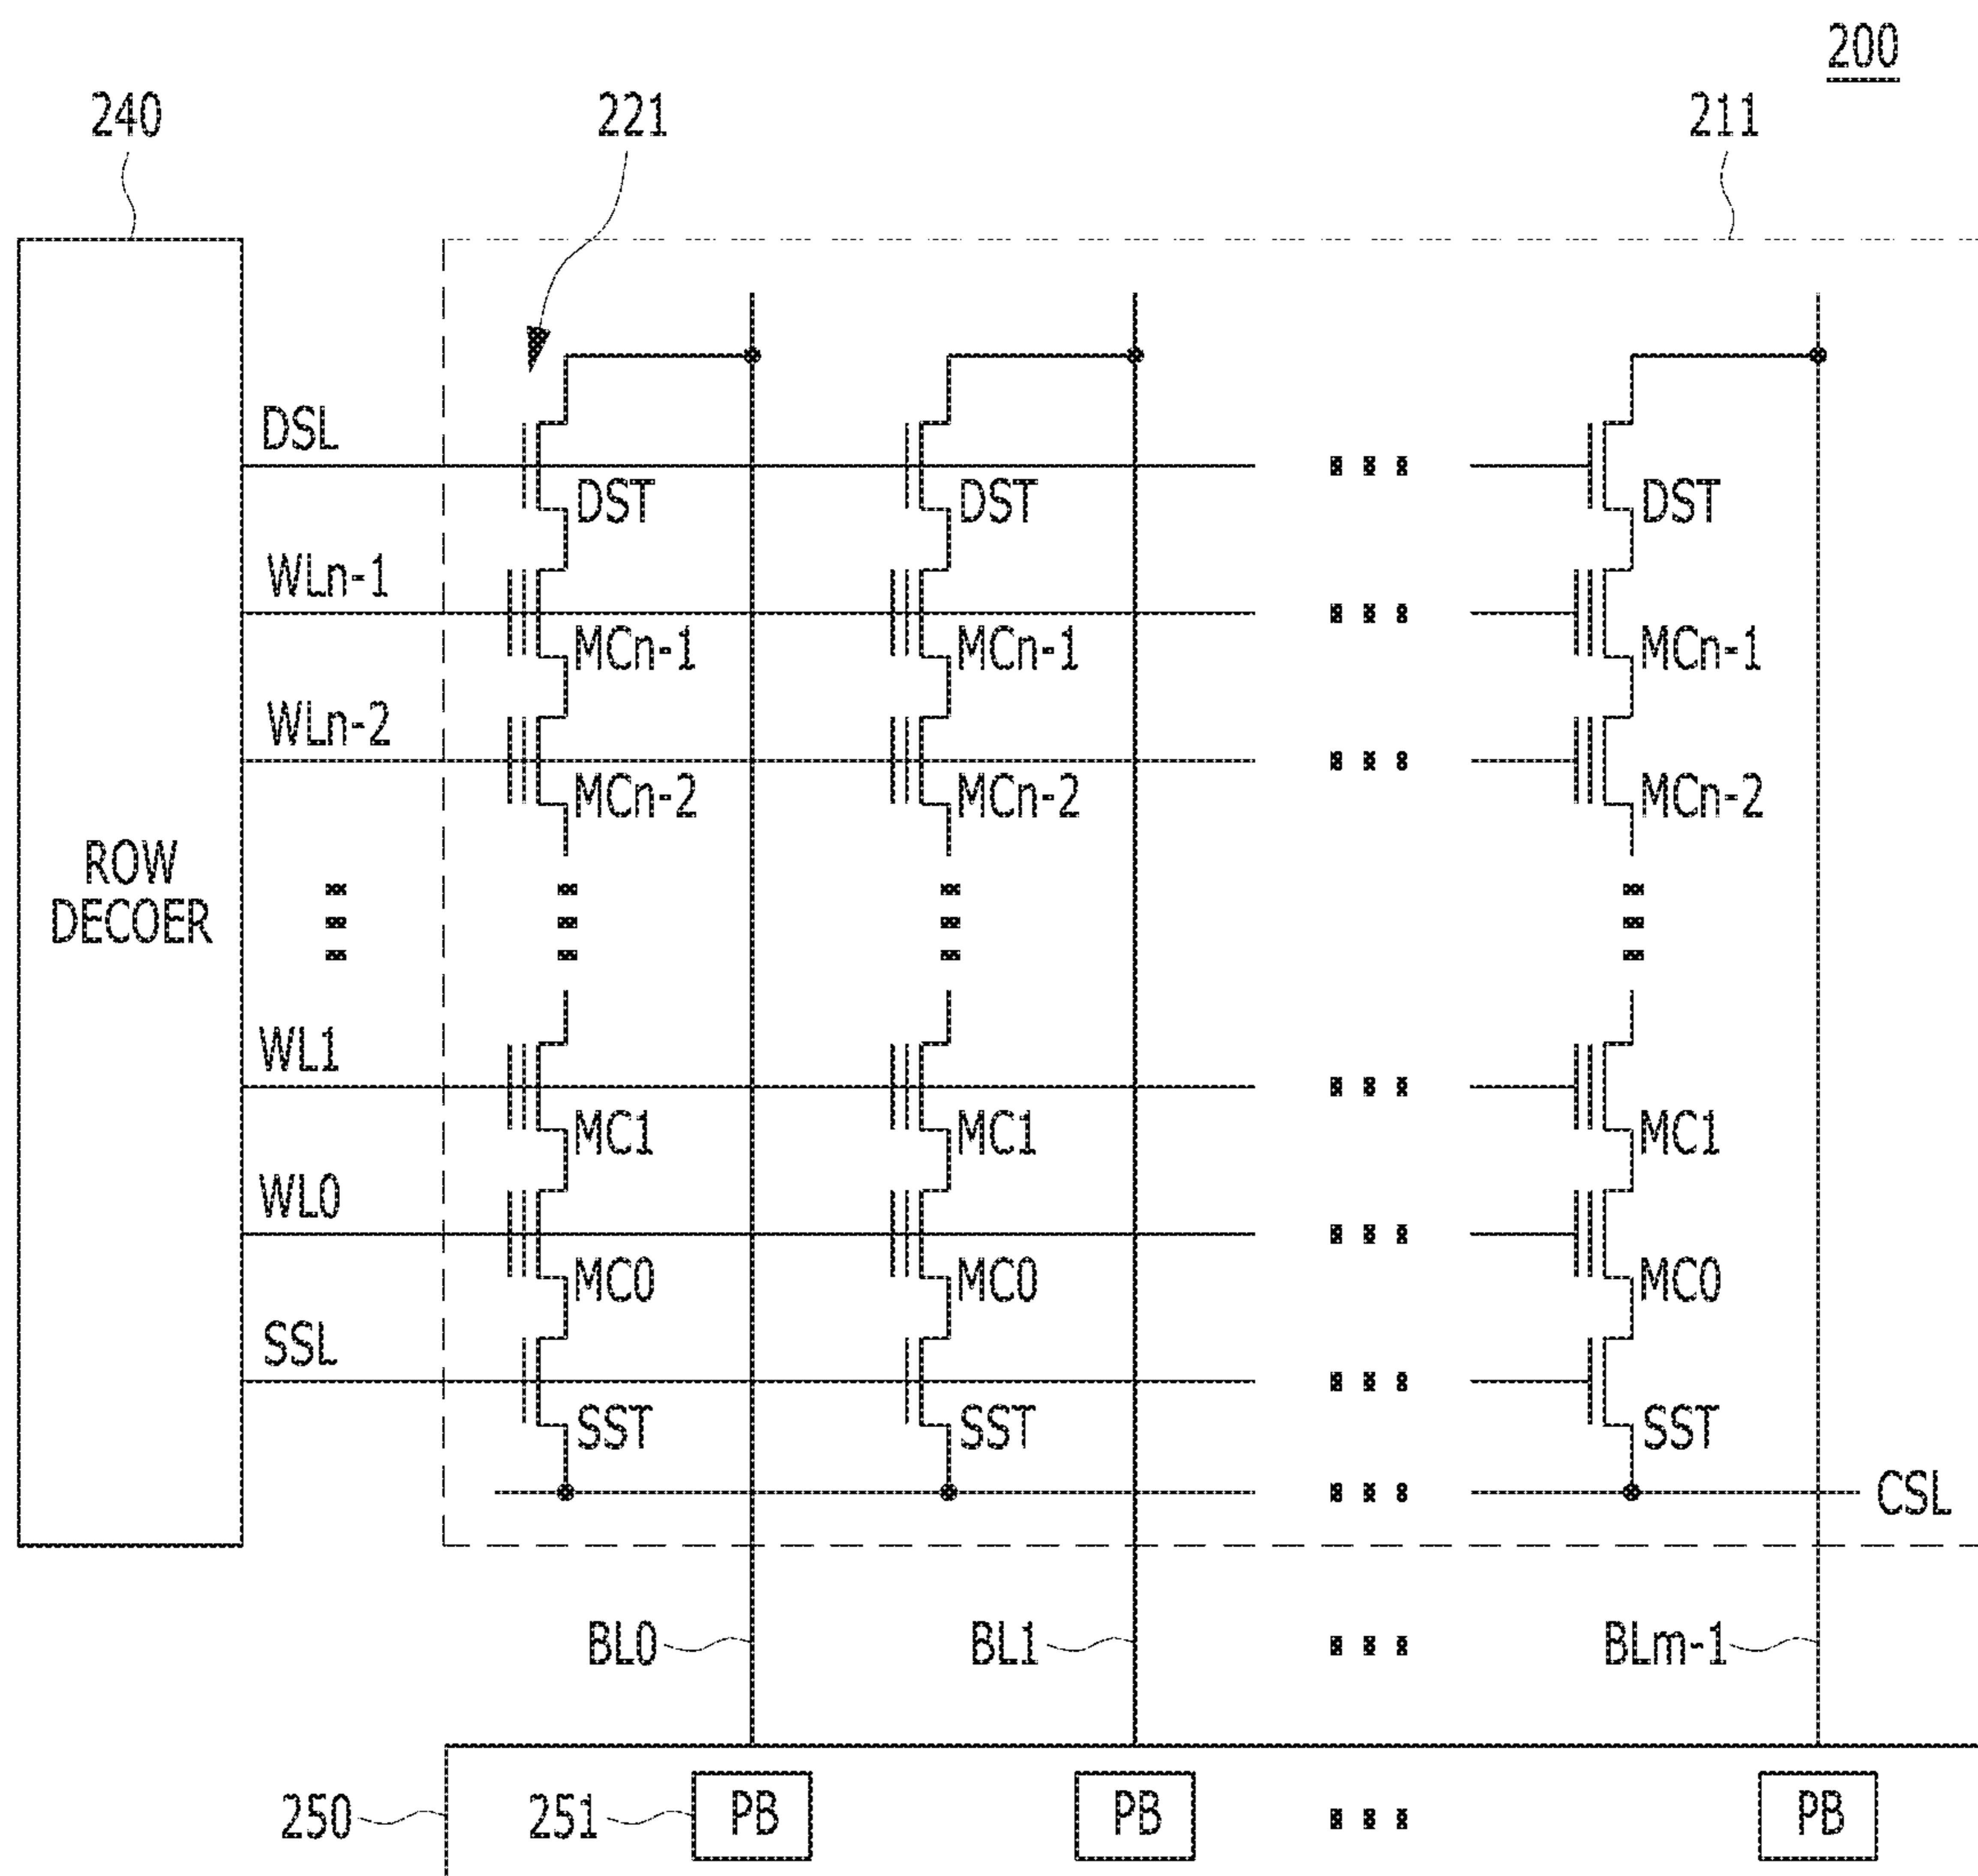 200
240
221
211
DSL
DST
DST
DST
WLn-1
MCn-1
MCn-1
MCn-1
WLn-2
MCn-2
MCn-2
MCn-2
ROW
DECOER
WL1
MC1
MC1
MC1
WL0
MC0
MC0
MC0
SSL
SST
SST
SST
CSL
BL0
BL1
BLm-1
250
251
PB
PB
PB